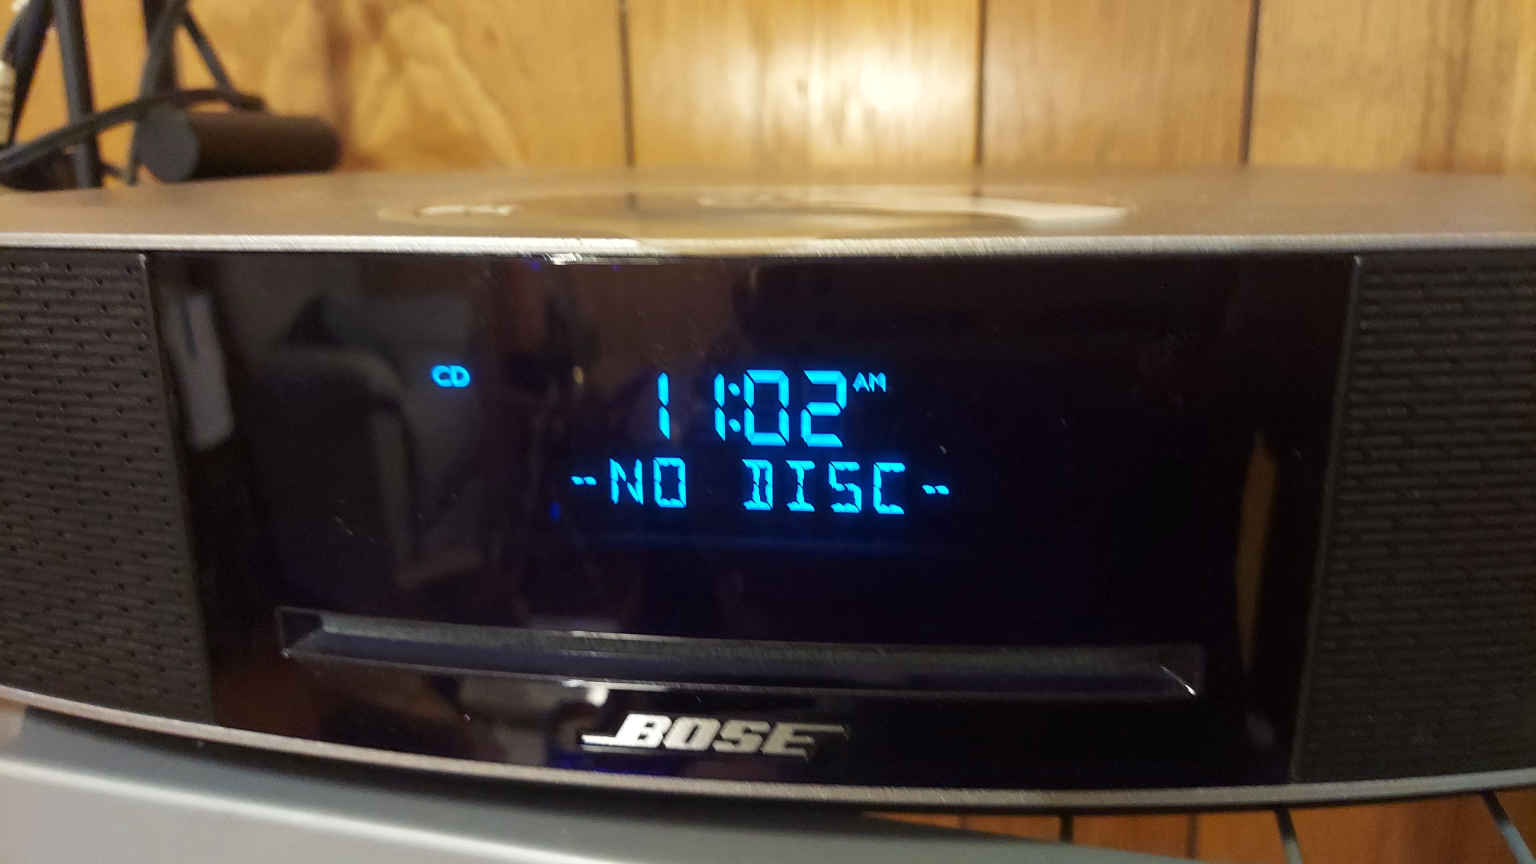 CD
11:02 AM
-NO DISC-
BOSE